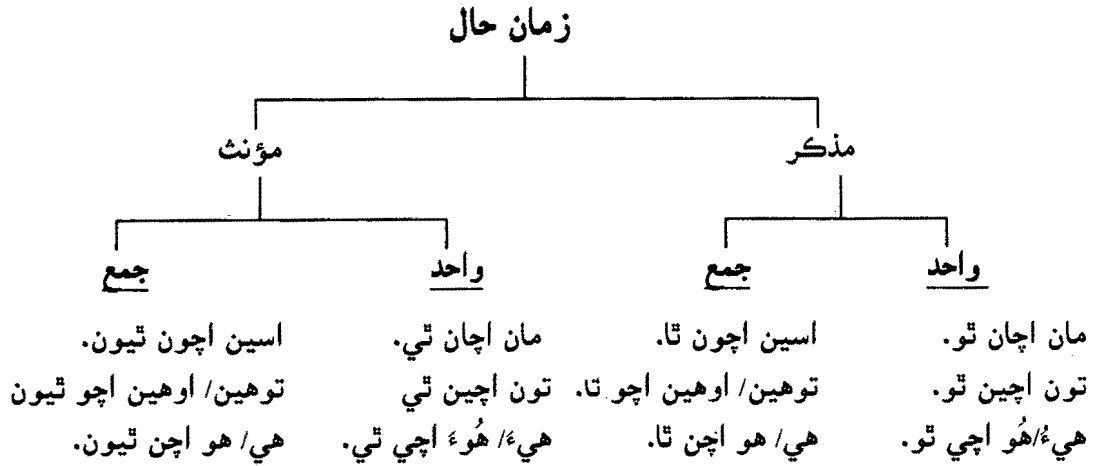 زمان حال
مذڪر مؤنث
واحد جمع واحد جمع
مان اچان ٿو. اسين اچون ٿا. مان اچان ٿي. اسين اچون ٿيون.
تون اچين ٿو. توهين/ اوهين اچو ٿا. تون اچين ٿي توهين/ اوهين اچو ٿيون
هيءُ/هُو اچي ٿو. هي/ هو اچن ٿا. هيءَ/ هُوءَ اچي ٿي. هي/ هو اچن ٿيون.